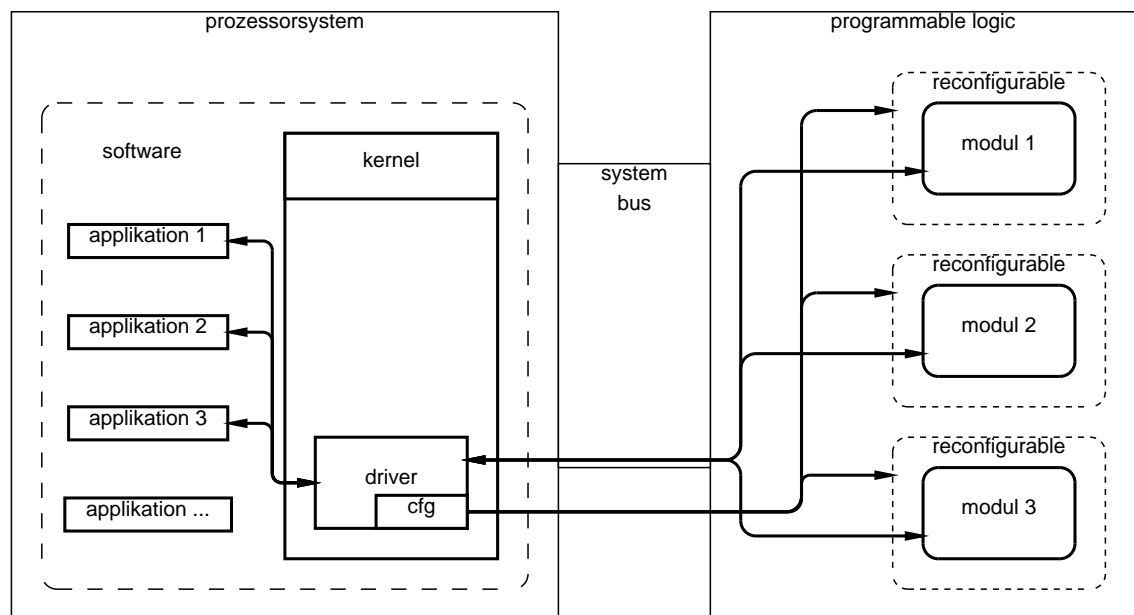 prozessorsystem
software
kernel
applikation 1
applikation 2
applikation 3
applikation ...
driver
cfg
system
bus
programmable logic
reconfigurable
modul 1
reconfigurable
modul 2
reconfigurable
modul 3